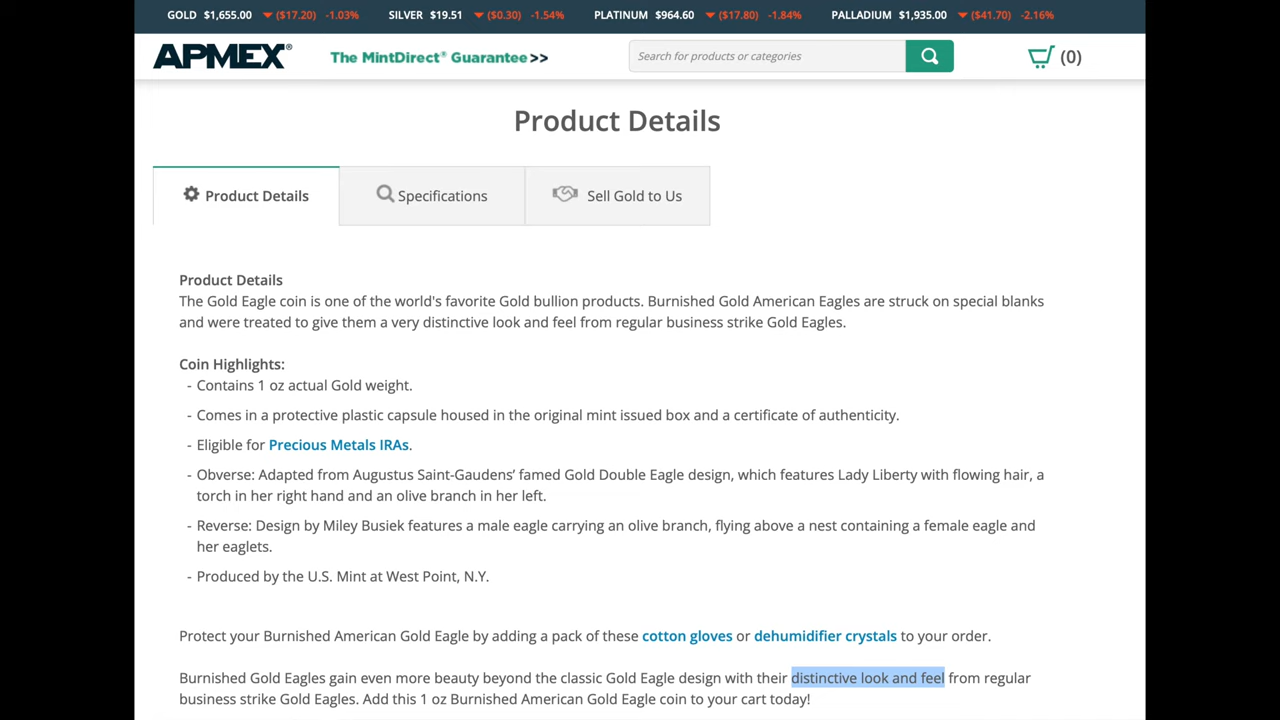 GOLD $1,655.00 ▼ ($17.20) -1.03% SILVER $19.51 ▼ ($0.30) -1.54% PLATINUM $964.60 ▼ ($17.80) -1.84% PALLADIUM $1,935.00 ▼ ($41.70) -2.16%
APMEX® The MintDirect® Guarantee >> Search for products or categories (0)
Product Details
Product Details Specifications Sell Gold to Us
Product Details
The Gold Eagle coin is one of the world's favorite Gold bullion products. Burnished Gold American Eagles are struck on special blanks
and were treated to give them a very distinctive look and feel from regular business strike Gold Eagles.
Coin Highlights:
- Contains 1 oz actual Gold weight.
- Comes in a protective plastic capsule housed in the original mint issued box and a certificate of authenticity.
- Eligible for Precious Metals IRAs.
- Obverse: Adapted from Augustus Saint-Gaudens’ famed Gold Double Eagle design, which features Lady Liberty with flowing hair, a
torch in her right hand and an olive branch in her left.
- Reverse: Design by Miley Busiek features a male eagle carrying an olive branch, flying above a nest containing a female eagle and
her eaglets.
- Produced by the U.S. Mint at West Point, N.Y.
Protect your Burnished American Gold Eagle by adding a pack of these cotton gloves or dehumidifier crystals to your order.
Burnished Gold Eagles gain even more beauty beyond the classic Gold Eagle design with their distinctive look and feel from regular
business strike Gold Eagles. Add this 1 oz Burnished American Gold Eagle coin to your cart today!